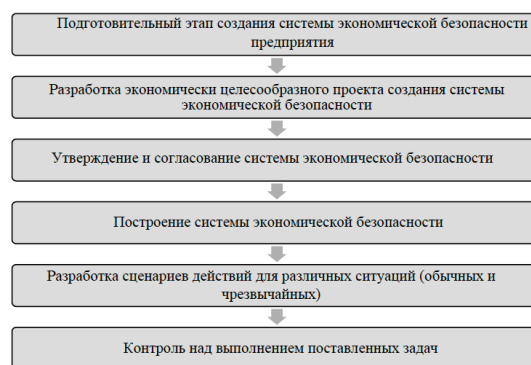 Подготовительный этап создания системы экономической безопасности
предприятия
Разработка экономически целесообразного проекта создания системы
экономической безопасности
Утверждение и согласование системы экономической безопасности
Построение системы экономической безопасности
Разработка сценариев действий для различных ситуаций (обычных и
чрезвычайных)
Контроль над выполнением поставленных задач